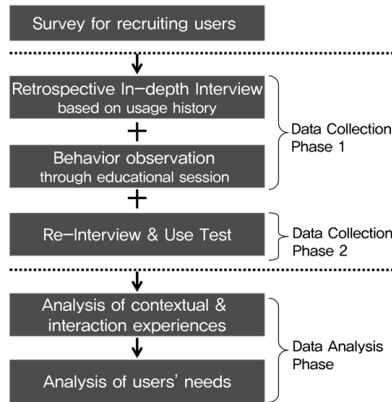 Survey for recruiting users
Retrospective In-depth Interview
based on usage history
+
Data Collection
Phase 1
Behavior observation
through educational session
+
Re-Interview & Use Test
Data Collection
Phase 2
Analysis of contextual &
interaction experiences
Data Analysis
Phase
Analysis of users' needs